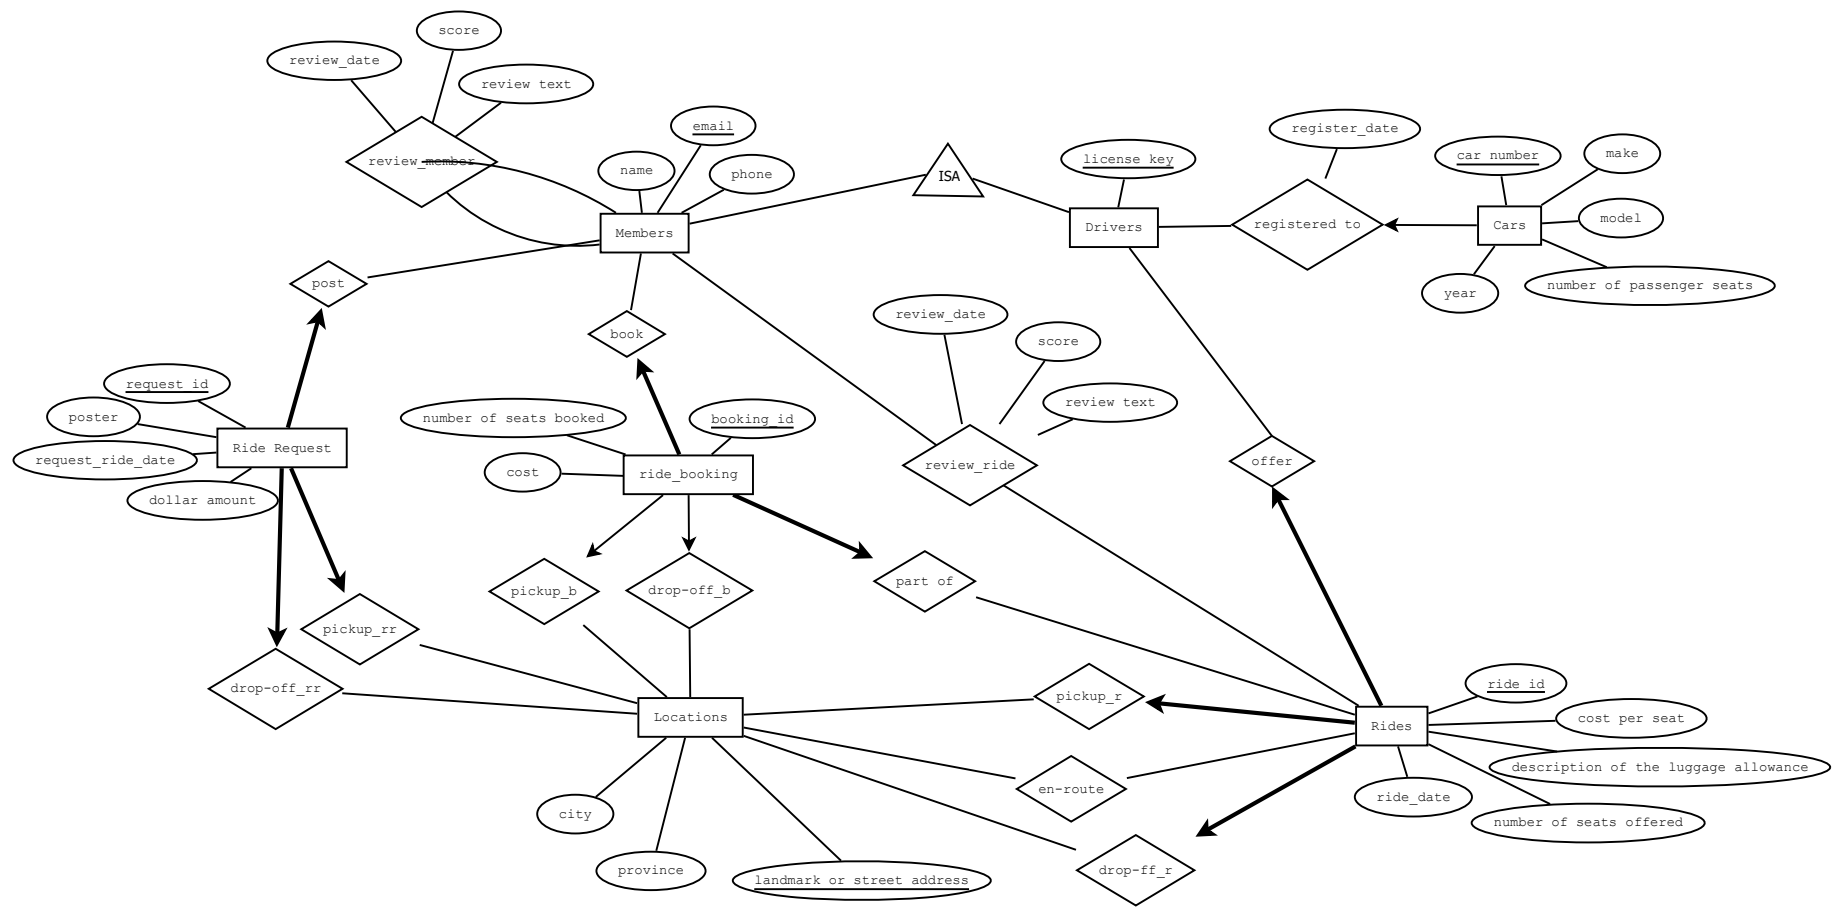 score
review_date
review text
email
register_date
review_member
car number
make
license key
name
phone
ISA
model
Members
Drivers
registered to
Cars
post
number of passenger seats
year
review_date
book
score
request id
review text
poster
number of seats booked
booking_id
Ride Request
request_ride_date
offer
review_ride
cost
ride_booking
dollar amount
part of
pickup_b
drop-off_b
pickup_rr
drop-off_rr
pickup_r
ride id
Locations
cost per seat
Rides
description of the luggage allowance
en-route
ride_date
city
number of seats offered
province
drop-ff_r
landmark or street address